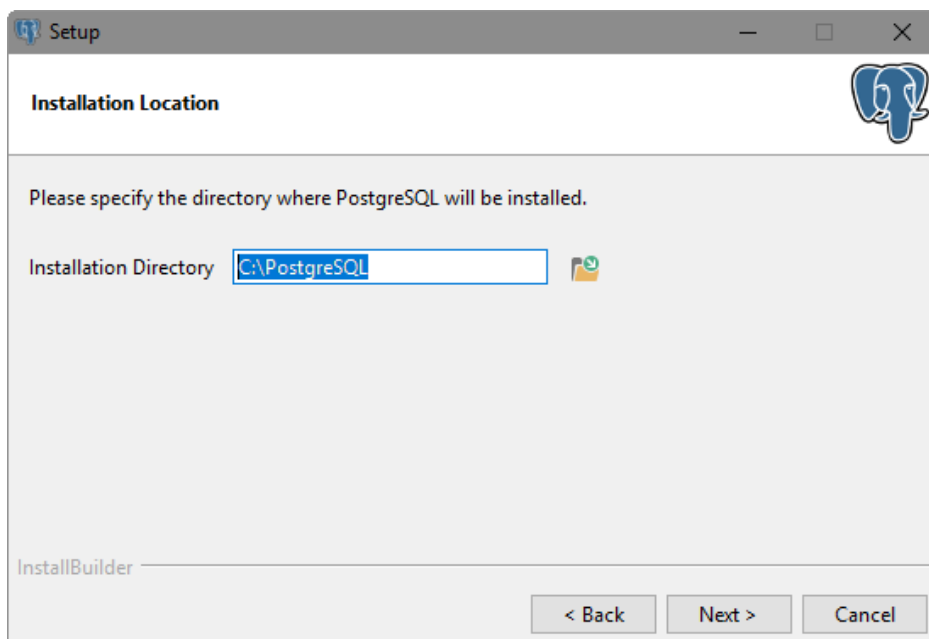 Setup
Installation Location
Please specify the directory where PostgreSQL will be installed.
Installation Directory C:\PostgreSQL
InstallBuilder
< Back Next > Cancel